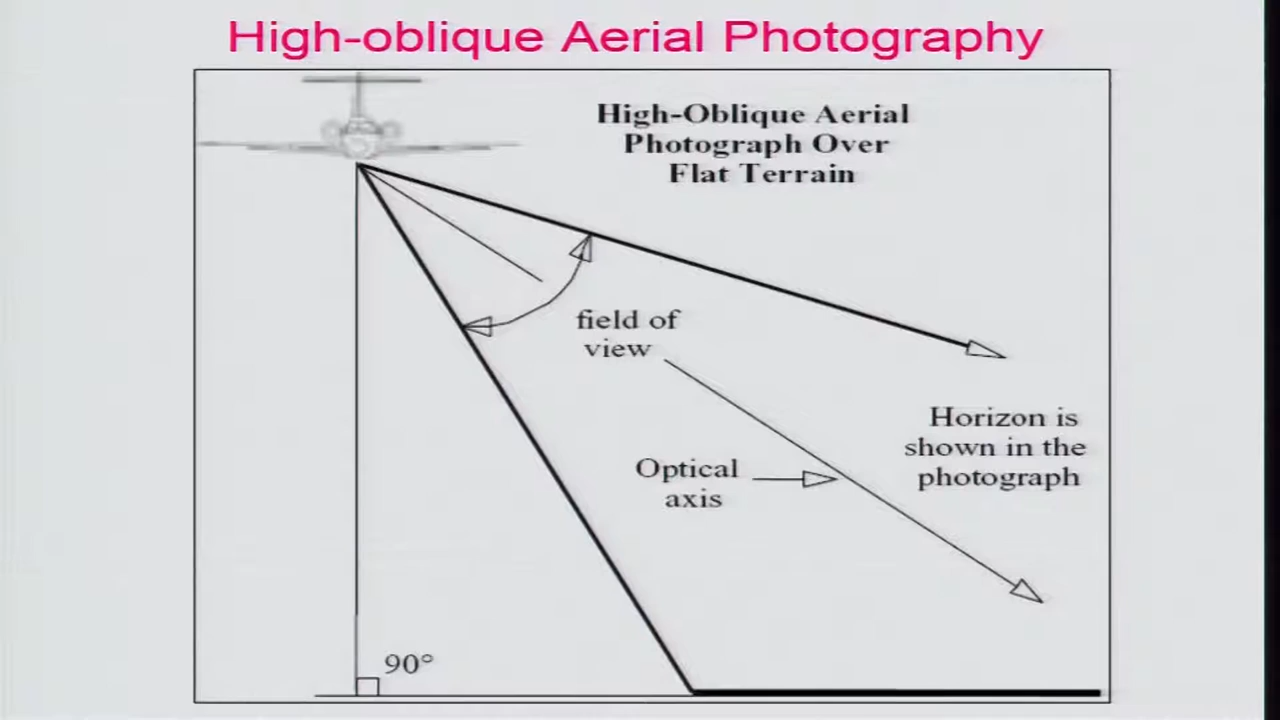 High-oblique Aerial Photography
High-Oblique Aerial
Photograph Over
Flat Terrain
field of
view
Horizon is
shown in the
photograph
Optical
axis
90°